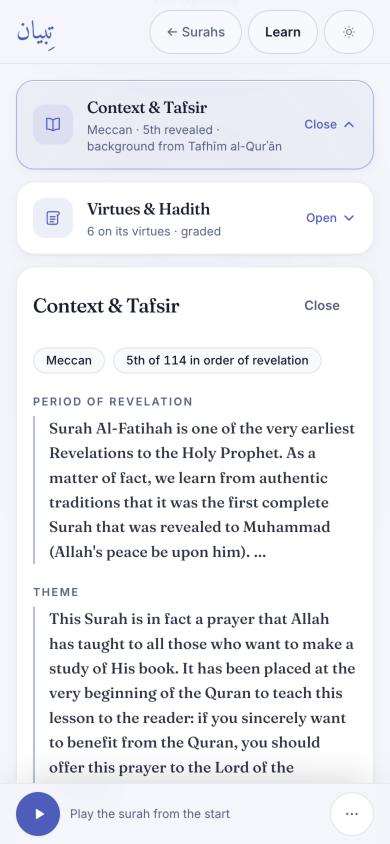 تِبيان
← Surahs
Learn
Context & Tafsir
Meccan · 5th revealed ·
background from Tafhīm al-Qurʾān
Close
Virtues & Hadith
6 on its virtues · graded
Open
Context & Tafsir
Close
Meccan
5th of 114 in order of revelation
PERIOD OF REVELATION
Surah Al-Fatihah is one of the very earliest
Revelations to the Holy Prophet. As a
matter of fact, we learn from authentic
traditions that it was the first complete
Surah that was revealed to Muhammad
(Allah's peace be upon him). ...
THEME
This Surah is in fact a prayer that Allah
has taught to all those who want to make a
study of His book. It has been placed at the
very beginning of the Quran to teach this
lesson to the reader: if you sincerely want
to benefit from the Quran, you should
offer this prayer to the Lord of the
Play the surah from the start